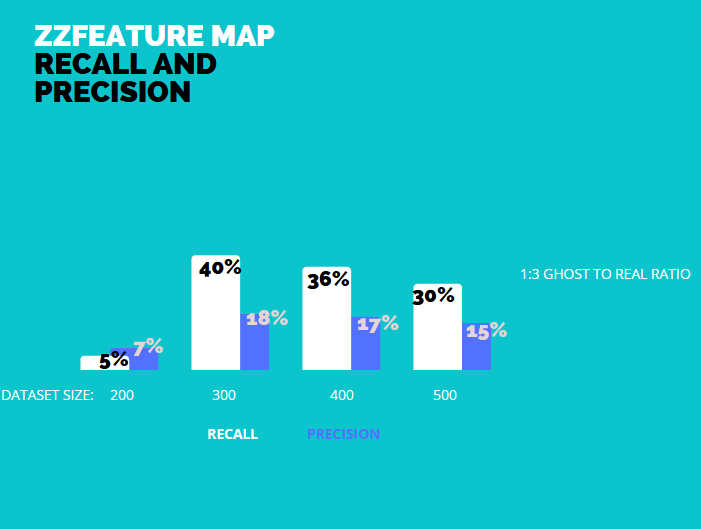 ZZFEATURE MAP
RECALL AND
PRECISION
40%
36%
1:3 GHOST TO REAL RATIO
30%
18%
17%
15%
7%
5%
DATASET SIZE: 200 300 400 500
RECALL PRECISION